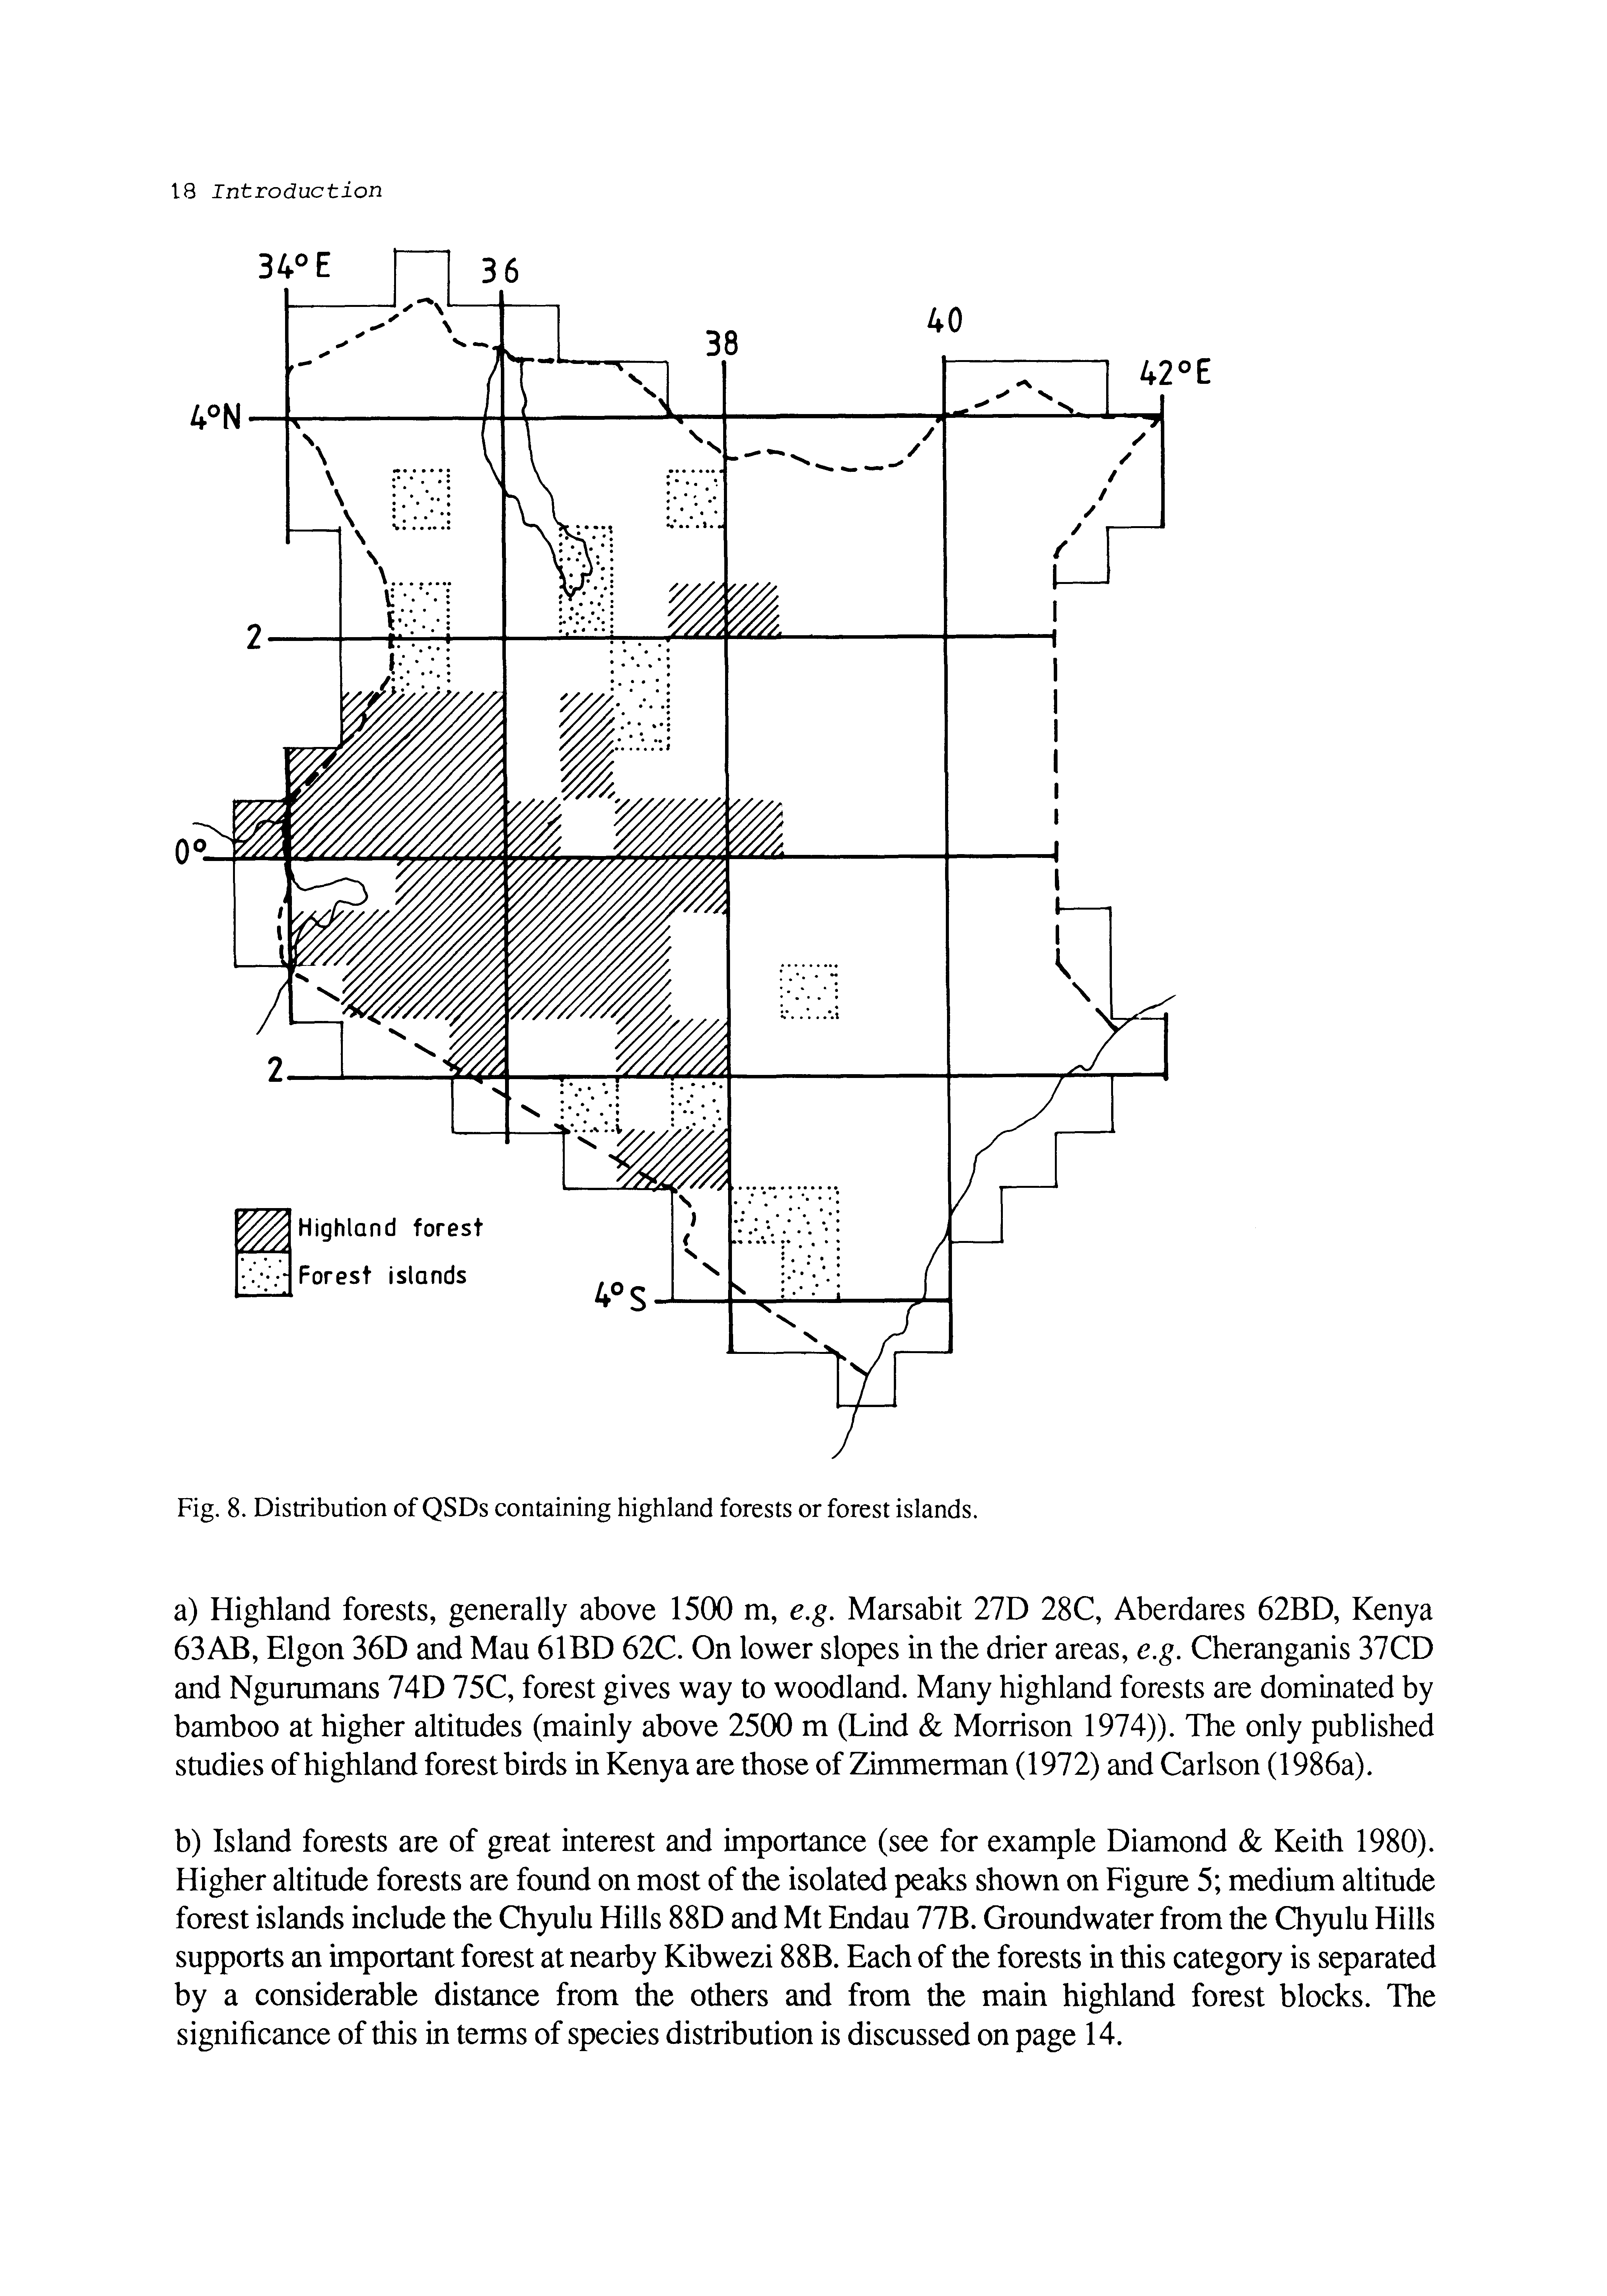 18 Introduction
34°E
36
38
40
42°E
4°N
2
0°
2
4°S
Highland forest
Forest islands
Fig. 8. Distribution of QSDs containing highland forests or forest islands.
a) Highland forests, generally above 1500 m, e.g. Marsabit 27D 28C, Aberdares 62BD, Kenya
63AB, Elgon 36D and Mau 61BD 62C. On lower slopes in the drier areas, e.g. Cheranganis 37CD
and Ngurumans 74D 75C, forest gives way to woodland. Many highland forests are dominated by
bamboo at higher altitudes (mainly above 2500 m (Lind & Morrison 1974)). The only published
studies of highland forest birds in Kenya are those of Zimmerman (1972) and Carlson (1986a).
b) Island forests are of great interest and importance (see for example Diamond & Keith 1980).
Higher altitude forests are found on most of the isolated peaks shown on Figure 5; medium altitude
forest islands include the Chyulu Hills 88D and Mt Endau 77B. Groundwater from the Chyulu Hills
supports an important forest at nearby Kibwezi 88B. Each of the forests in this category is separated
by a considerable distance from the others and from the main highland forest blocks. The
significance of this in terms of species distribution is discussed on page 14.